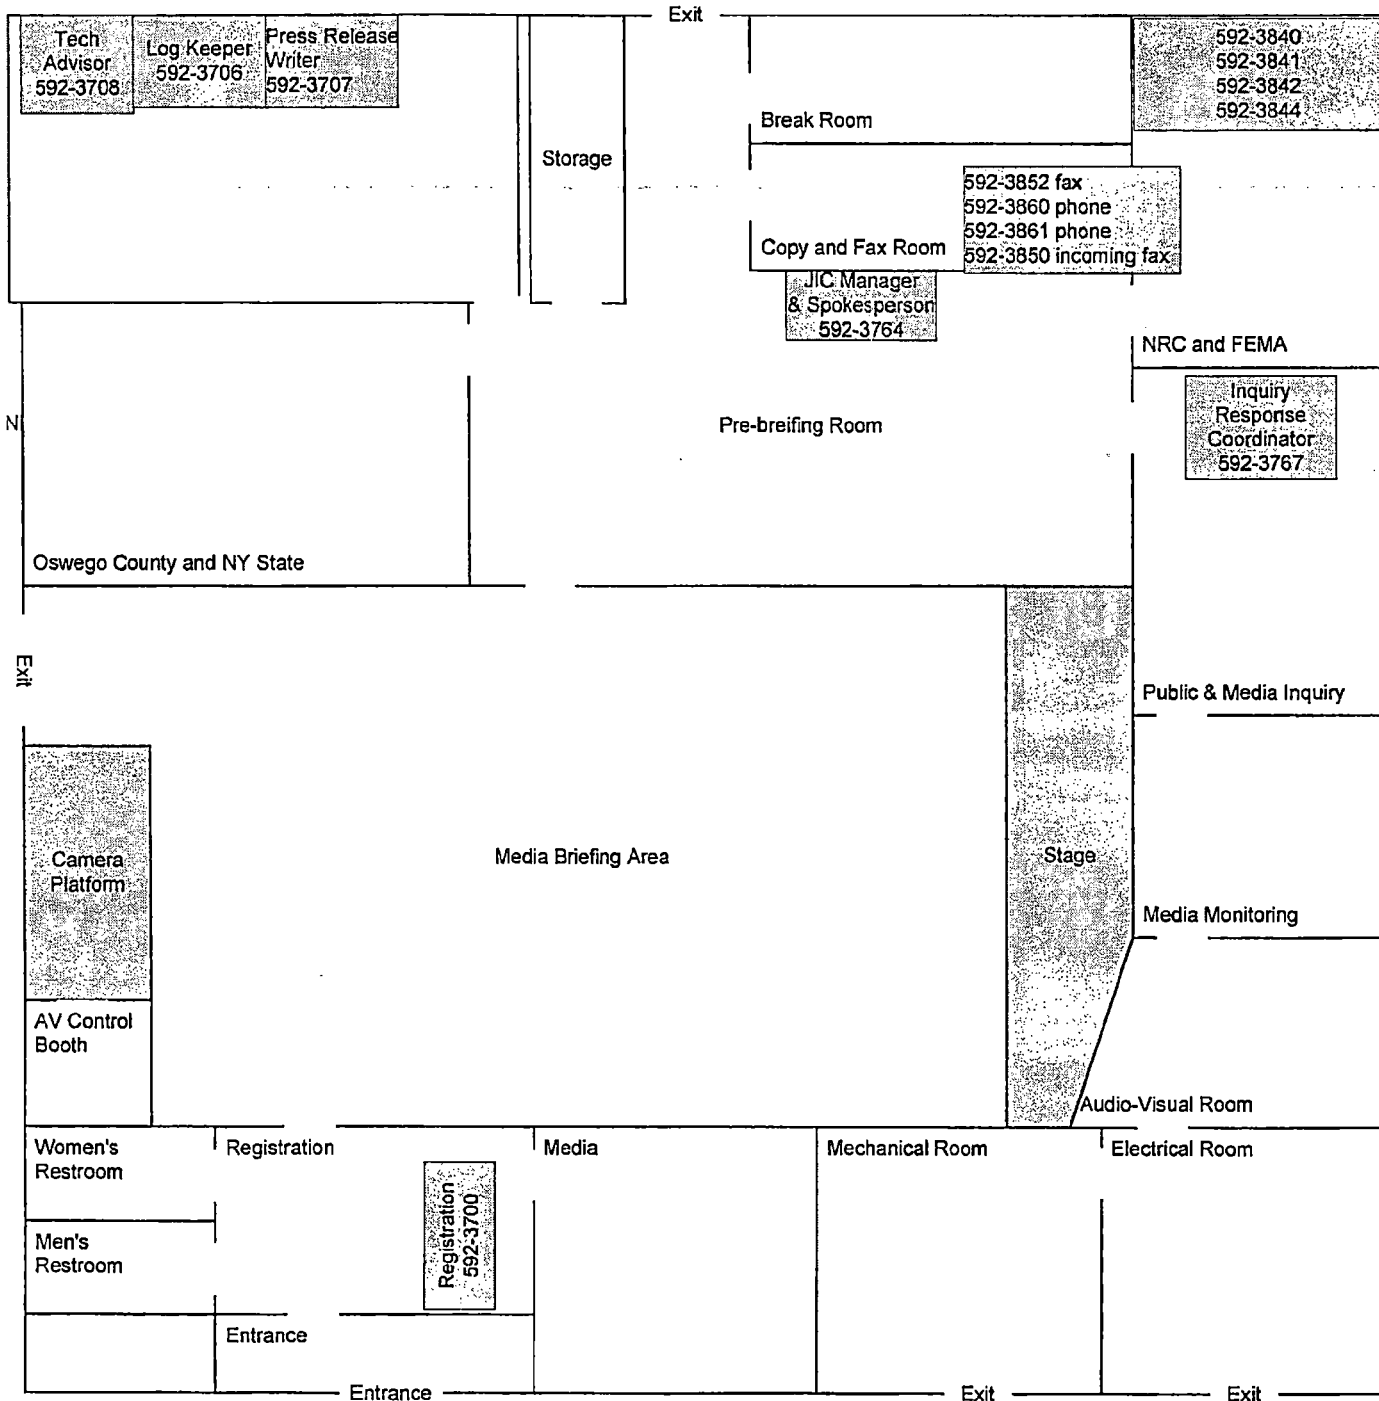 Exit
Tech
Advisor
592-3708
Log Keeper
592-3706
Press Release
Writer
592-3707
592-3840
592-3841
592-3842
592-3844
Break Room
Storage
592-3852 fax
592-3860 phone
592-3861 phone
592-3850 incoming fax
Copy and Fax Room
JIC Manager
& Spokesperson
592-3764
NRC and FEMA
Inquiry
Response
Coordinator
592-3767
N
Pre-breifing Room
Oswego County and NY State
Exit
Public & Media Inquiry
Camera
Platform
Media Briefing Area
Stage
Media Monitoring
AV Control
Booth
Audio-Visual Room
Women's
Restroom
Registration
Media
Mechanical Room
Electrical Room
Registration
592-3700
Men's
Restroom
Entrance
Entrance
Exit
Exit